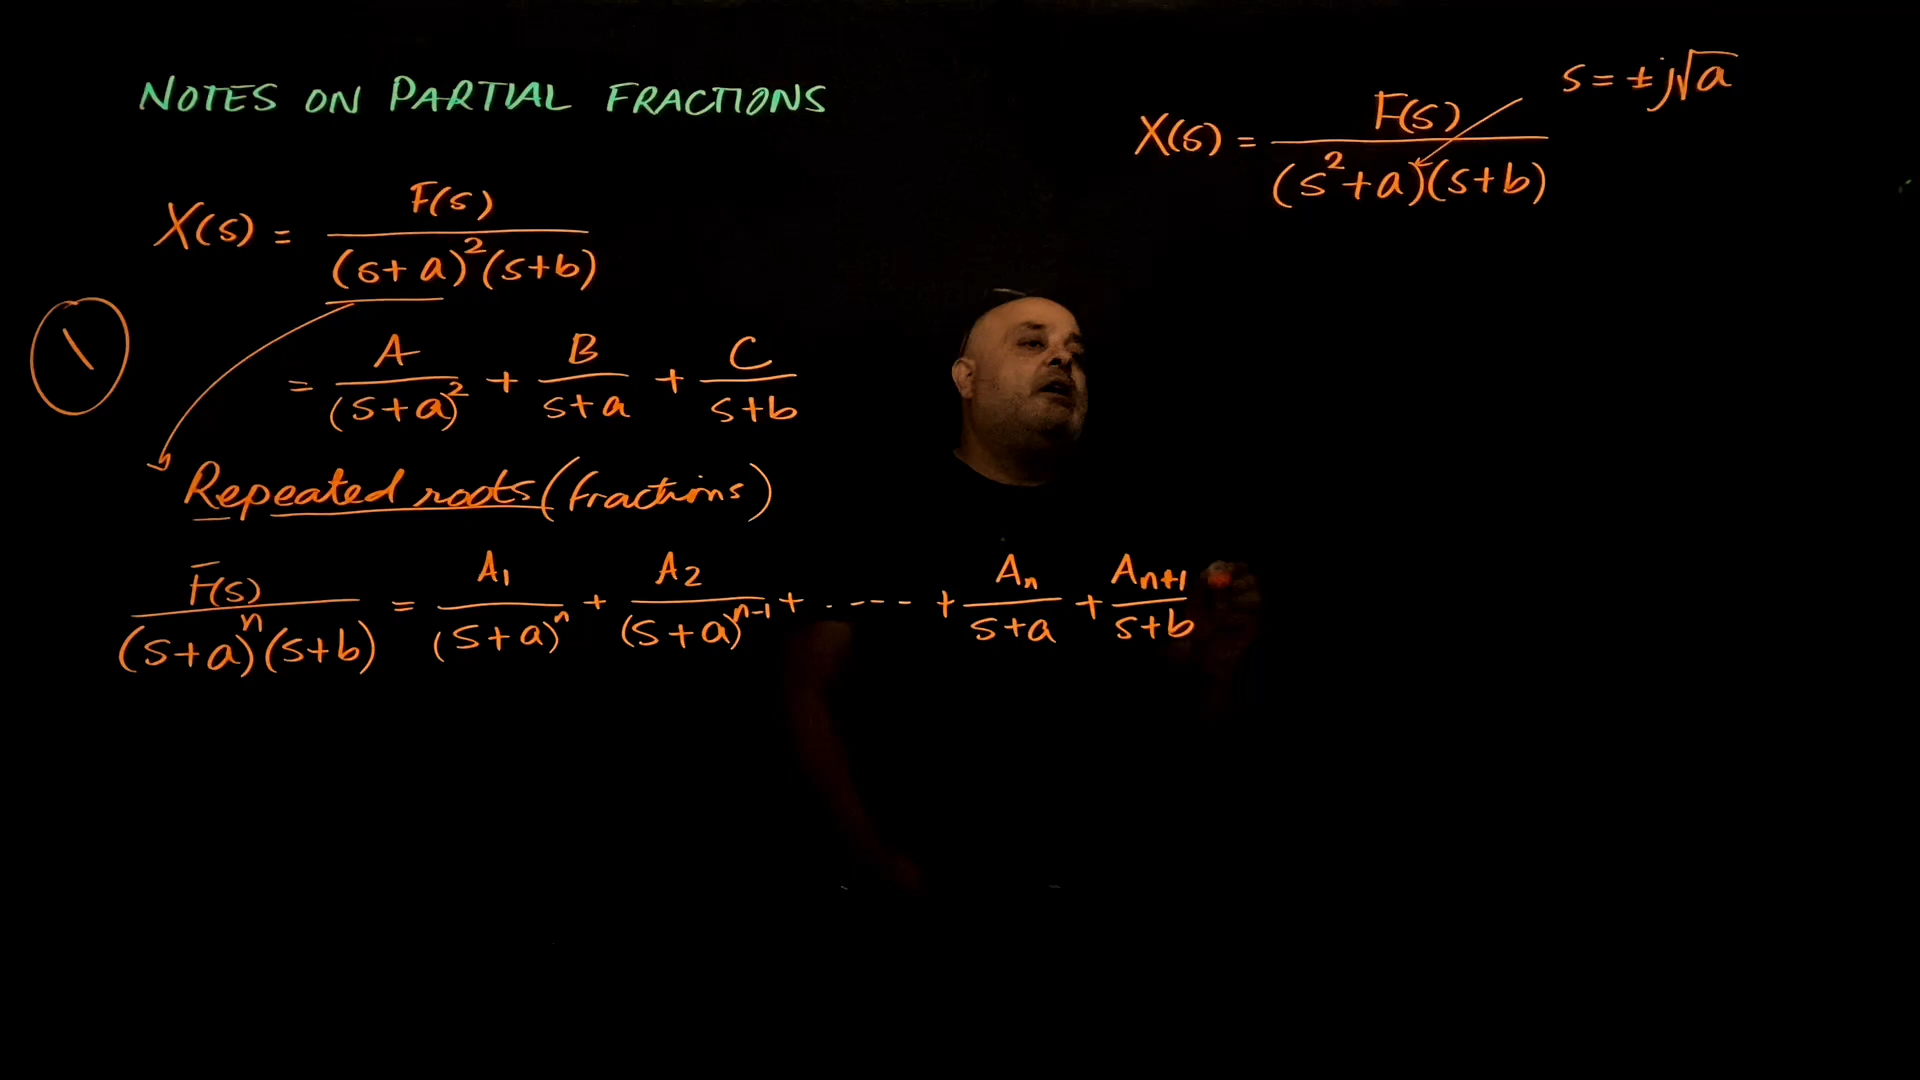 NOTES ON PARTIAL FRACTIONS
X(s) = F(s) / (s+a)²(s+b)
1
= A / (s+a)² + B / s+a + C / s+b
Repeated roots (fractions)
F(s) / (s+a)ⁿ(s+b) = A₁ / (s+a)ⁿ + A₂ / (s+a)ⁿ⁻¹ + ..--- + Aₙ / s+a + Aₙ₊₁ / s+b
s = ±j√a
X(s) = F(s) / (s²+a)(s+b)